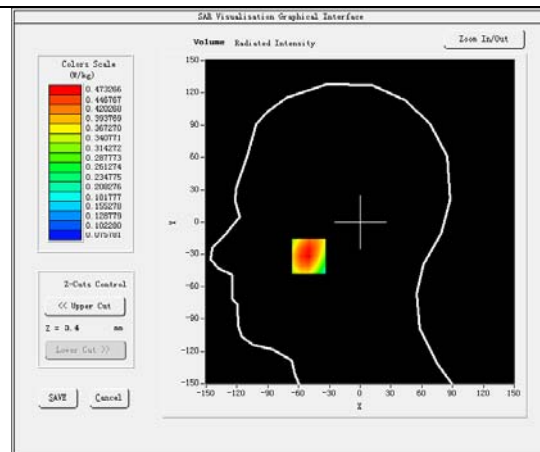 SAR Visualisation Graphical Interface
Volume Radiated Intensity
Zoom In/Out
Colors Scale
(W/kg)
0.473266
0.446767
0.420268
0.393769
0.367270
0.340771
0.314272
0.287773
0.261274
0.234775
0.208276
0.181777
0.155278
0.128779
0.102280
0.075781
Z-Cuts Control
<< Upper Cut
Z = 3.4 mm
Lower Cut >>
SAVE Cancel
150
120
90
60
30
0
-30
-60
-90
-120
-150
Y
-150 -120 -90 -60 -30 0 30 60 90 120 150
X